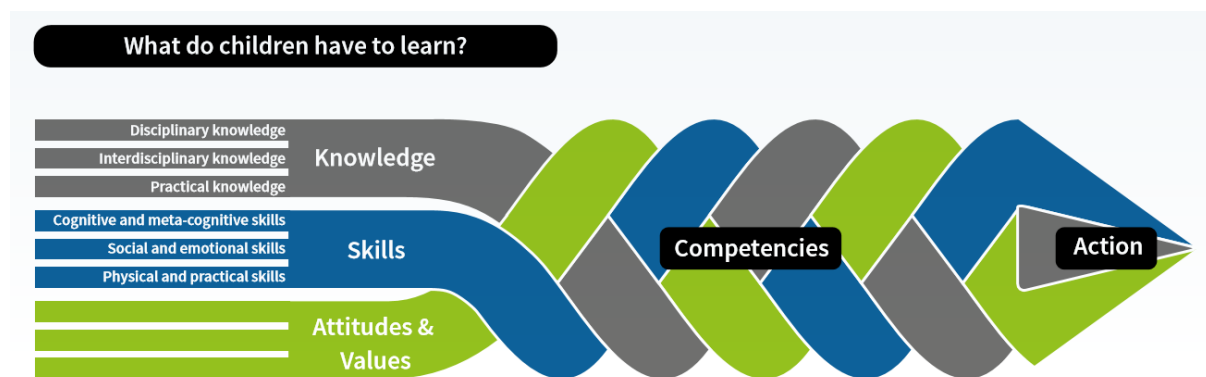 What do children have to learn?
Disciplinary knowledge
Interdisciplinary knowledge
Practical knowledge
Knowledge
Cognitive and meta-cognitive skills
Social and emotional skills
Physical and practical skills
Skills
Attitudes &
Values
Competencies
Action